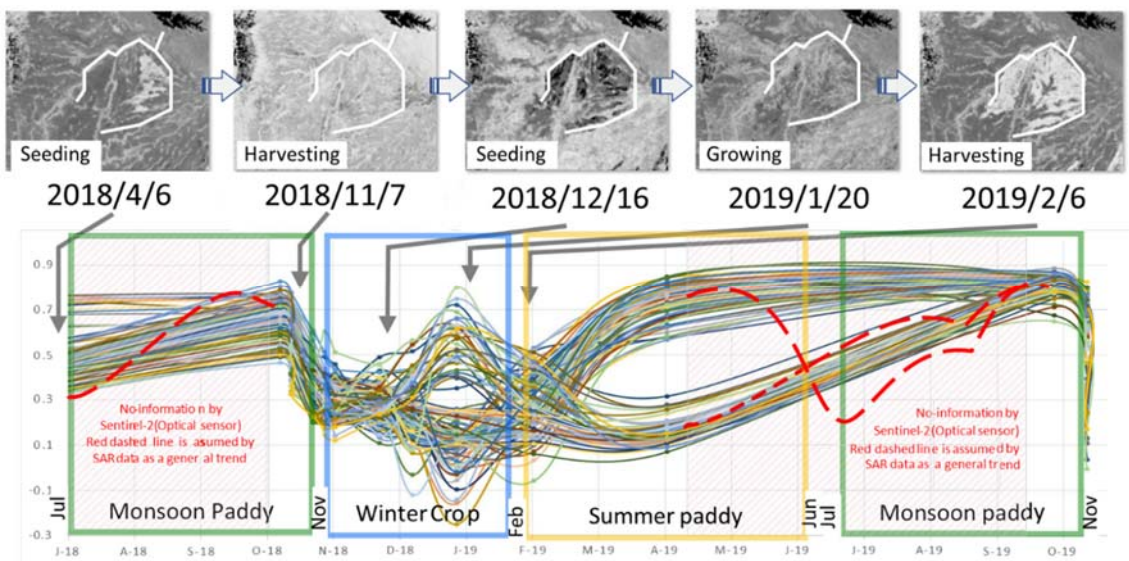 Seeding
Harvesting
Seeding
Growing
Harvesting
2018/4/6
2018/11/7
2018/12/16
2019/1/20
2019/2/6
0.9
0.7
0.5
0.3
0.1
-0.1
-0.3
No-information by
Sentinel-2(Optical sensor)
Red dashed line is assumed by
SAR data as a general trend
No-information by
Sentinel-2(Optical sensor)
Red dashed line is assumed by
SAR data as a general trend
Jul
Monsoon Paddy
Nov
Winter Crop
Feb
Summer paddy
Jun
Jul
Monsoon paddy
Nov
J-18
A-18
S-18
O-18
N-18
D-18
J-19
F-19
M-19
A-19
M-19
J-19
J-19
A-19
S-19
O-19